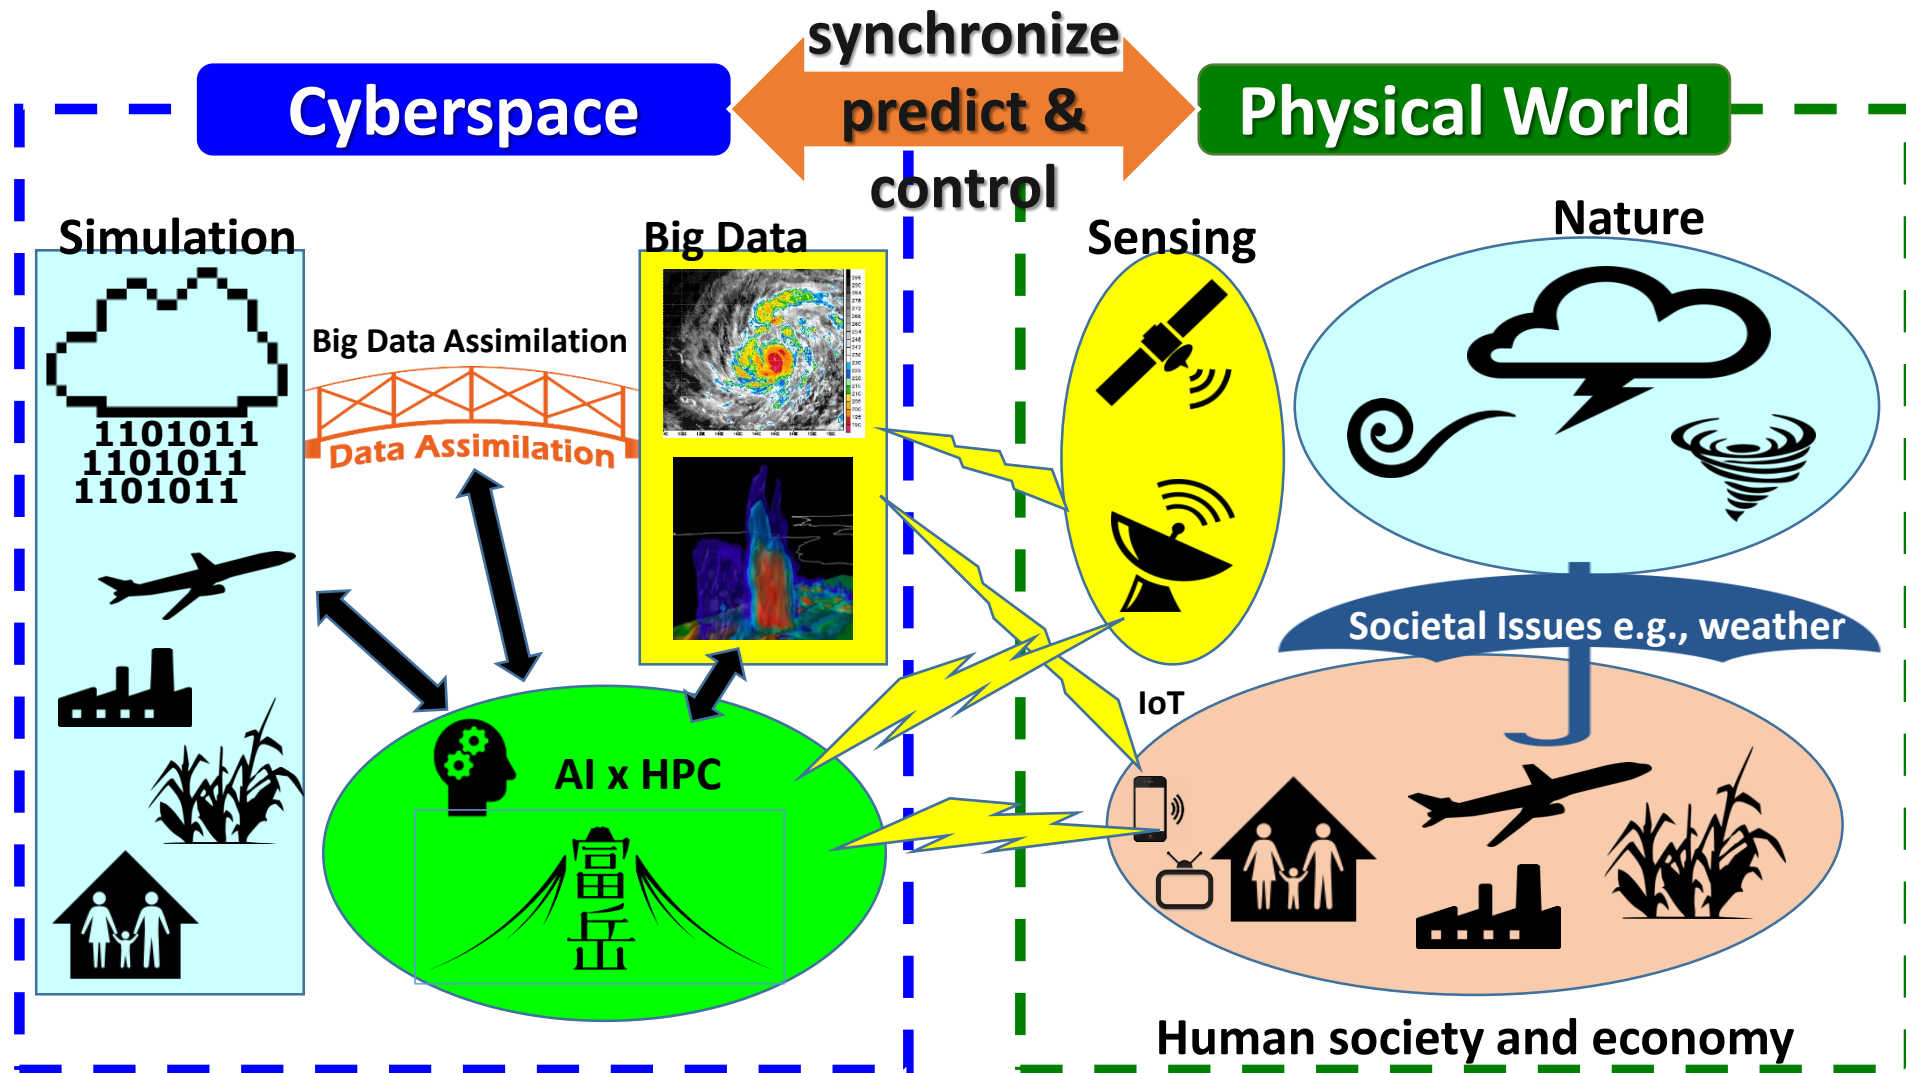 synchronize
predict &
control
Cyberspace
Physical World
Simulation
1101011
1101011
1101011
Big Data Assimilation
Data Assimilation
Big Data
AI x HPC
富
岳
Sensing
Nature
Societal Issues e.g., weather
IoT
Human society and economy